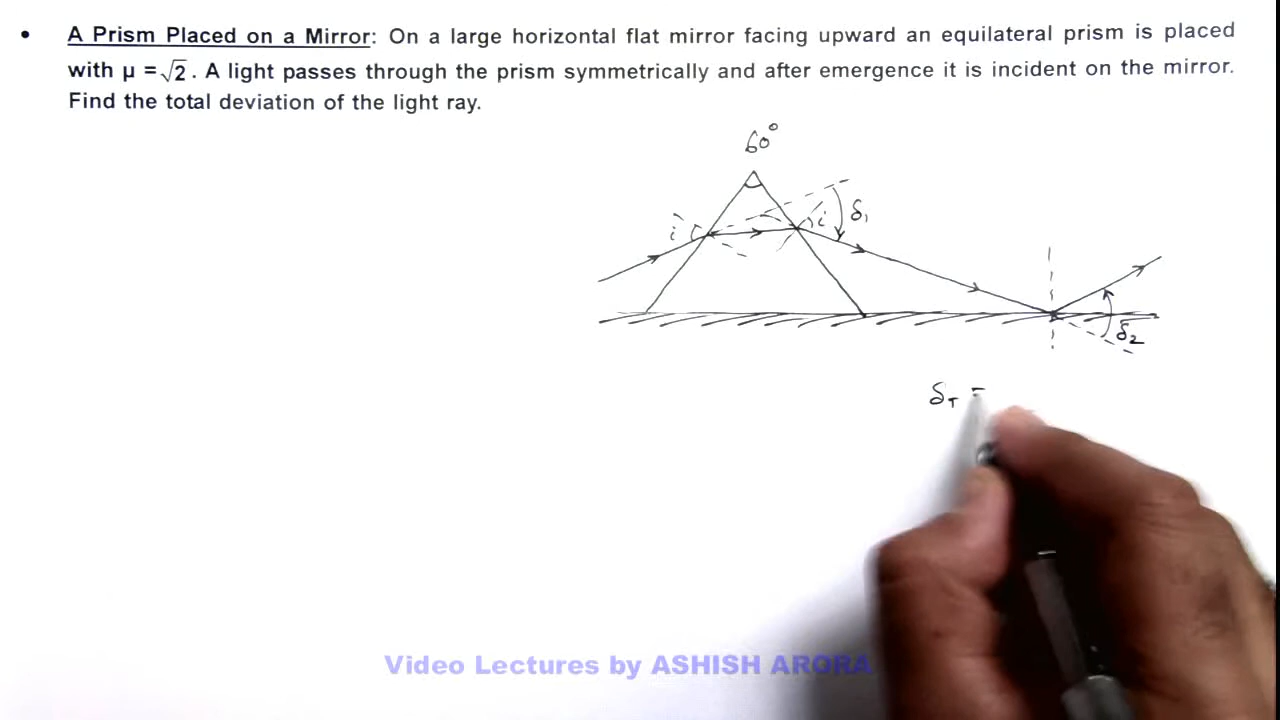 • A Prism Placed on a Mirror: On a large horizontal flat mirror facing upward an equilateral prism is placed
with μ = √2. A light passes through the prism symmetrically and after emergence it is incident on the mirror.
Find the total deviation of the light ray.
60°
i
i
δ₁
δ₂
δ_T =
Video Lectures by ASHISH ARORA